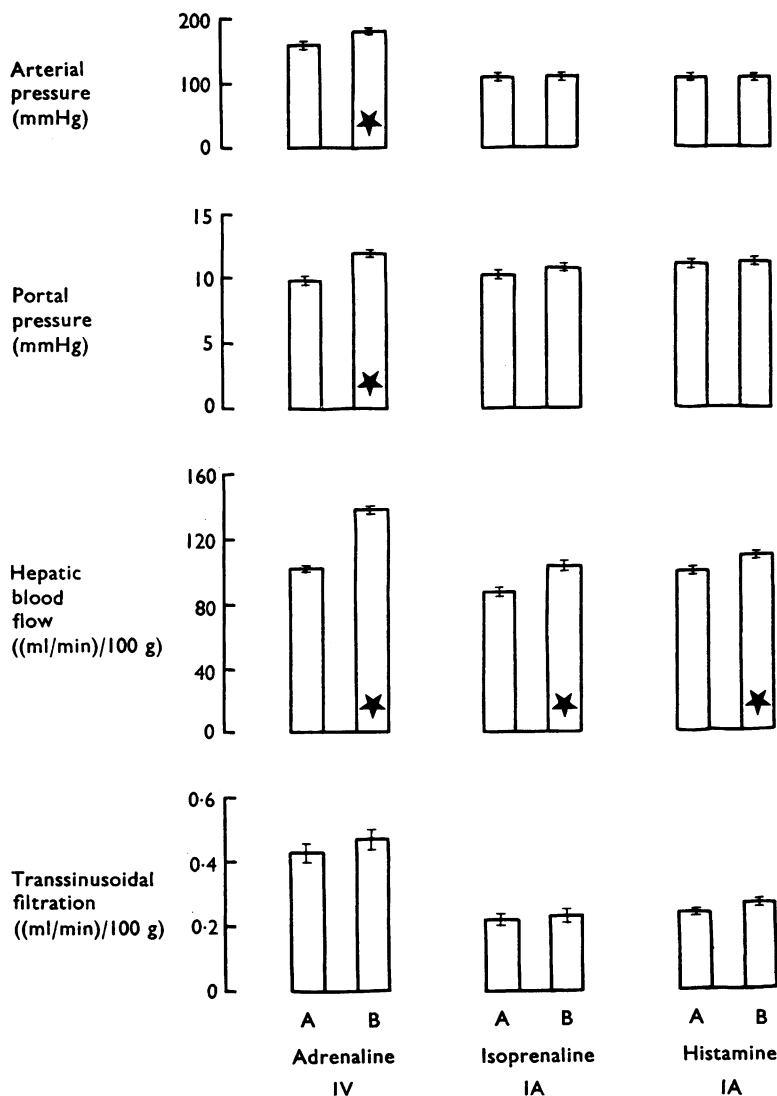 200
Arterial
pressure
(mmHg)
100
0
15
10
Portal
pressure
(mmHg)
5
0
160
120
Hepatic
blood
flow
((ml/min)/100 g)
80
40
0
0·6
0·4
Transsinusoidal
filtration
((ml/min)/100 g)
0·2
0
A B A B A B
Adrenaline Isoprenaline Histamine
IV IA IA